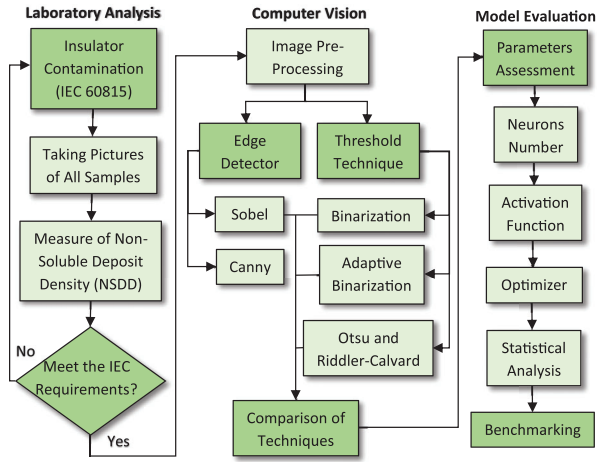 Laboratory Analysis
Insulator
Contamination
(IEC 60815)
Taking Pictures
of All Samples
Measure of Non-
Soluble Deposit
Density (NSDD)
No
Meet the IEC
Requirements?
Yes
Computer Vision
Image Pre-
Processing
Edge
Detector
Threshold
Technique
Sobel
Binarization
Canny
Adaptive
Binarization
Otsu and
Riddler-Calvard
Comparison of
Techniques
Model Evaluation
Parameters
Assessment
Neurons
Number
Activation
Function
Optimizer
Statistical
Analysis
Benchmarking